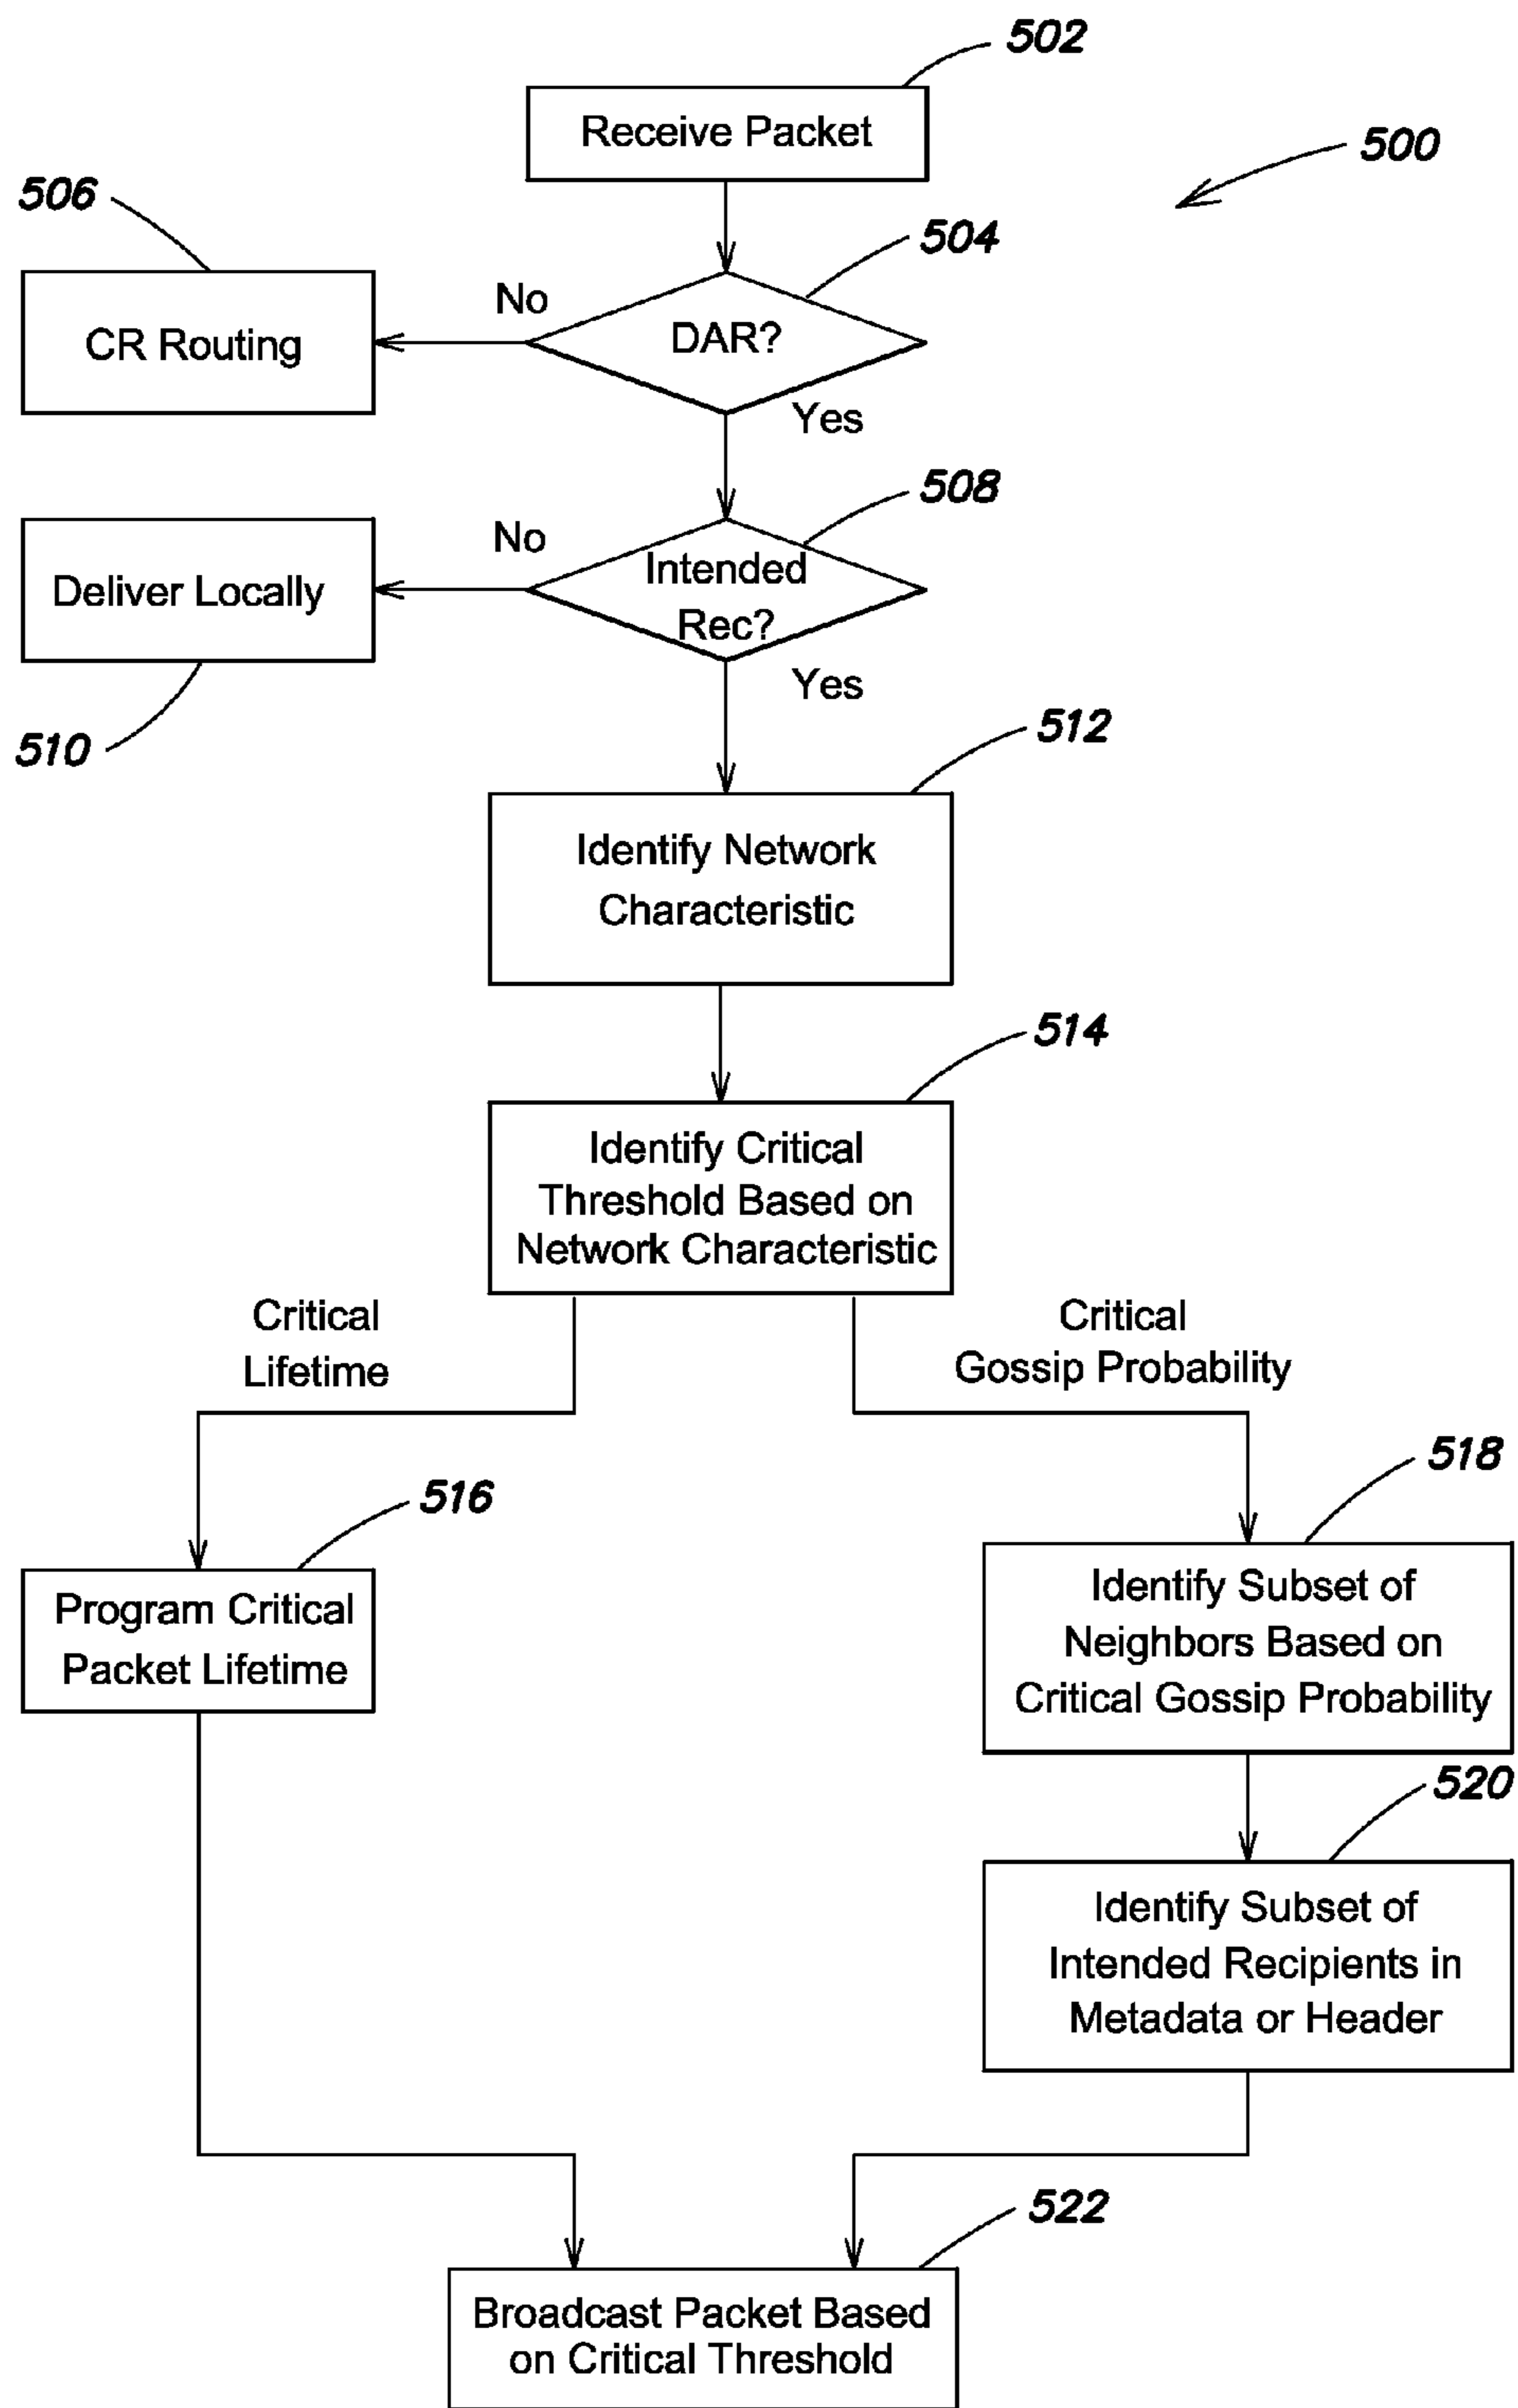 502
Receive Packet
500
506
504
No
DAR?
CR Routing
Yes
508
No
Intended
Rec?
Deliver Locally
Yes
510
512
Identify Network
Characteristic
514
Identify Critical
Threshold Based on
Network Characteristic
Critical
Lifetime
Critical
Gossip Probability
518
516
Identify Subset of
Neighbors Based on
Critical Gossip Probability
Program Critical
Packet Lifetime
520
Identify Subset of
Intended Recipients in
Metadata or Header
522
Broadcast Packet Based
on Critical Threshold